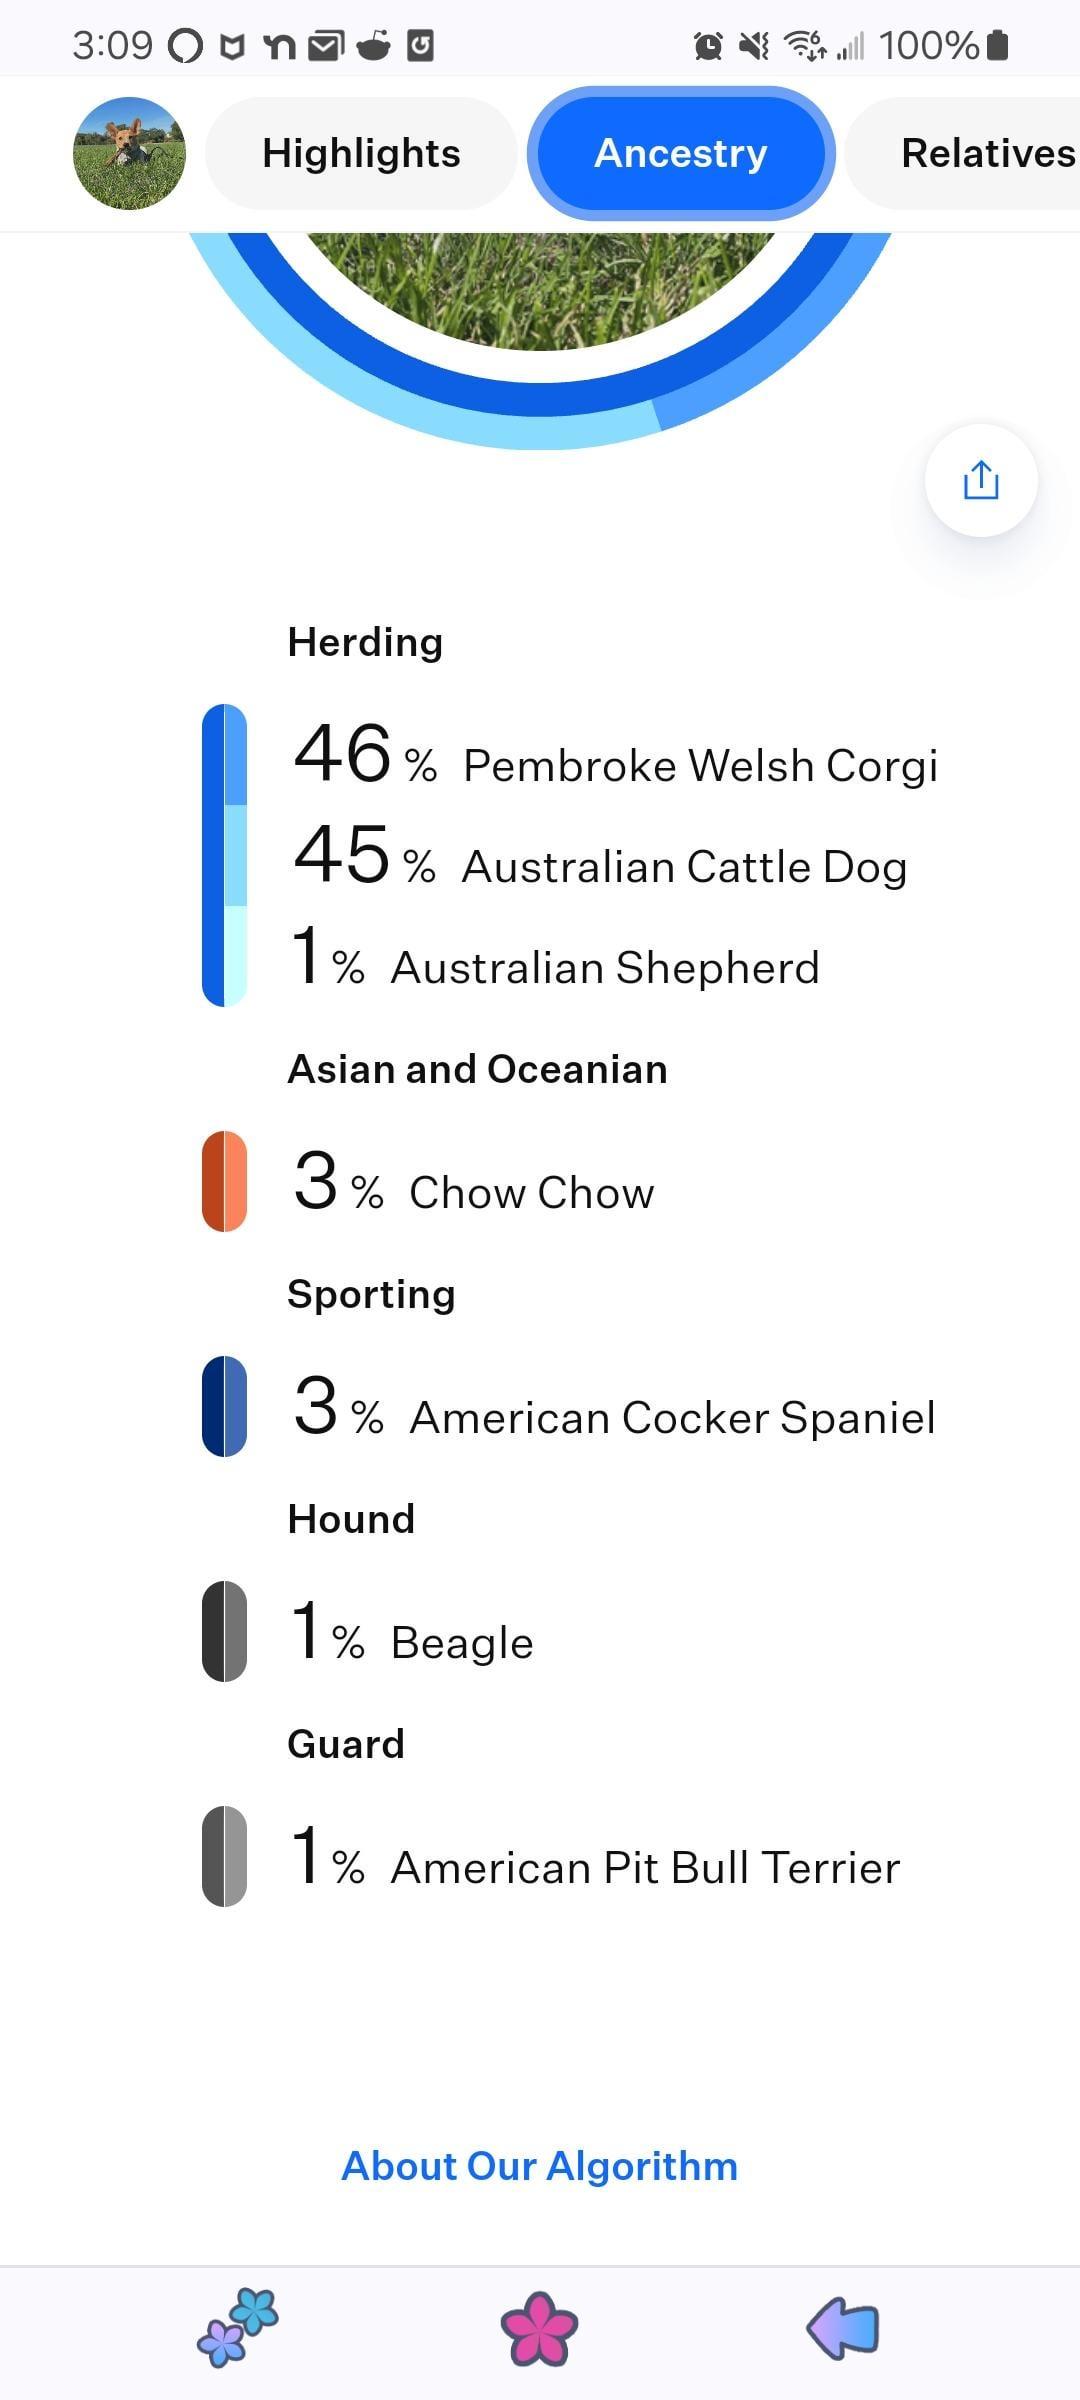 3:09
6
100%
Highlights
Ancestry
Relatives
Herding
46 % Pembroke Welsh Corgi
45 % Australian Cattle Dog
1 % Australian Shepherd
Asian and Oceanian
3 % Chow Chow
Sporting
3 % American Cocker Spaniel
Hound
1 % Beagle
Guard
1 % American Pit Bull Terrier
About Our Algorithm